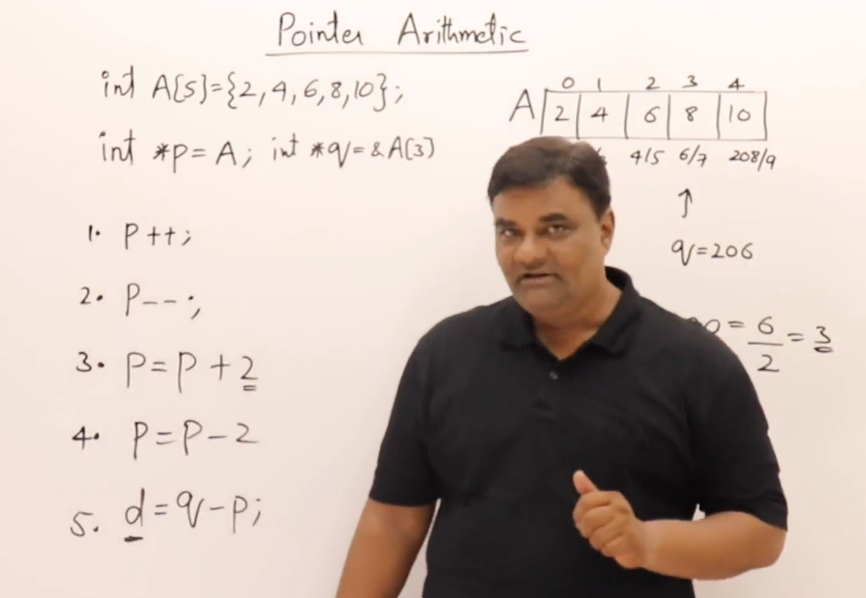 Pointer Arithmetic
int A[5]={2,4,6,8,10};
int *p=A; int *q=&A[3]
1. p++;
2. p--;
3. p=p+2
4. p=p-2
5. d=q-p;
0 1 2 3 4
A 2 4 6 8 10
4/5 6/7 208/9
↑
q=206
0=6/2=3